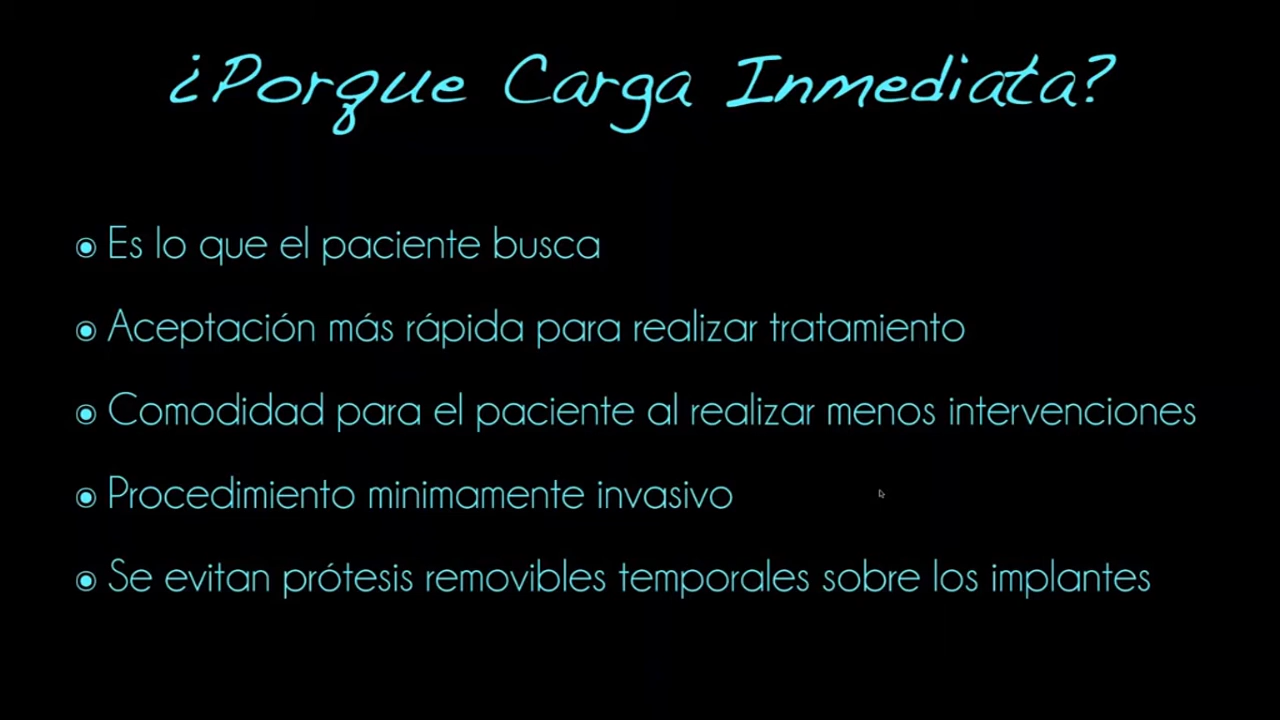 ¿Porque Carga Inmediata?
Es lo que el paciente busca
Aceptación más rápida para realizar tratamiento
Comodidad para el paciente al realizar menos intervenciones
Procedimiento minimamente invasivo
Se evitan prótesis removibles temporales sobre los implantes